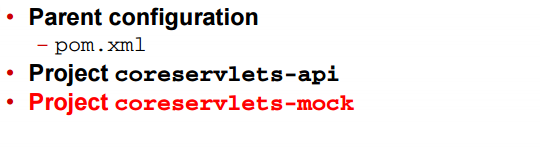 • Parent configuration
– pom.xml
• Project coreservlets-api
• Project coreservlets-mock